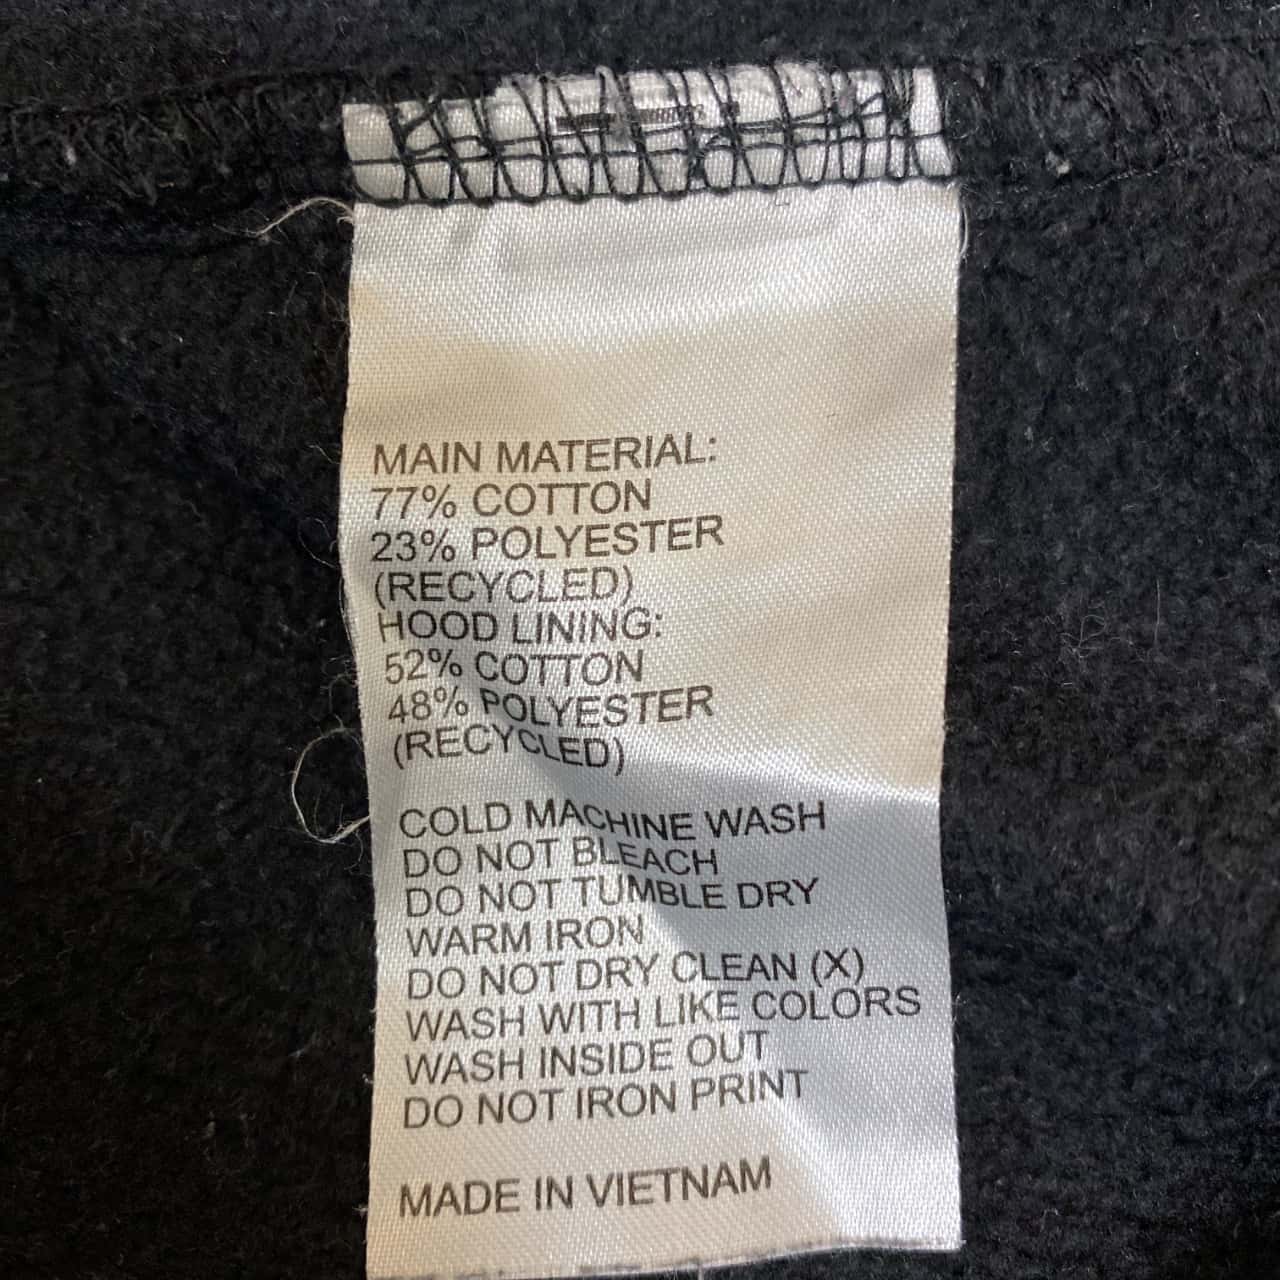 MAIN MATERIAL:
77% COTTON
23% POLYESTER
(RECYCLED)
HOOD LINING:
52% COTTON
48% POLYESTER
(RECYCLED)
COLD MACHINE WASH
DO NOT BLEACH
DO NOT TUMBLE DRY
WARM IRON
DO NOT DRY CLEAN (X)
WASH WITH LIKE COLORS
WASH INSIDE OUT
DO NOT IRON PRINT
MADE IN VIETNAM